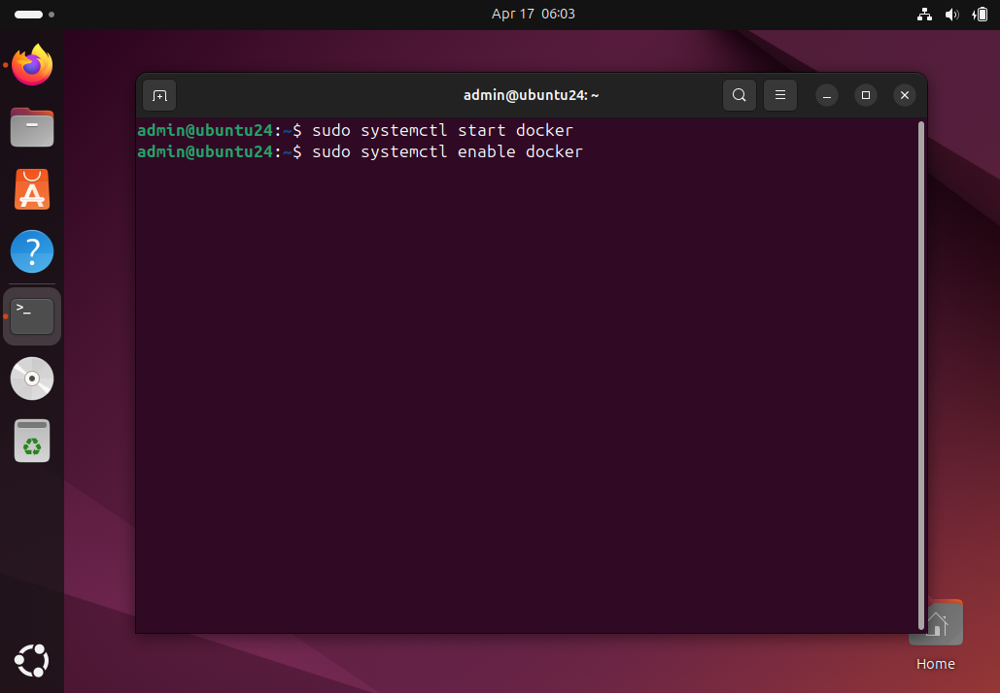 Apr 17 06:03
admin@ubuntu24: ~
admin@ubuntu24:~$ sudo systemctl start docker
admin@ubuntu24:~$ sudo systemctl enable docker
Home